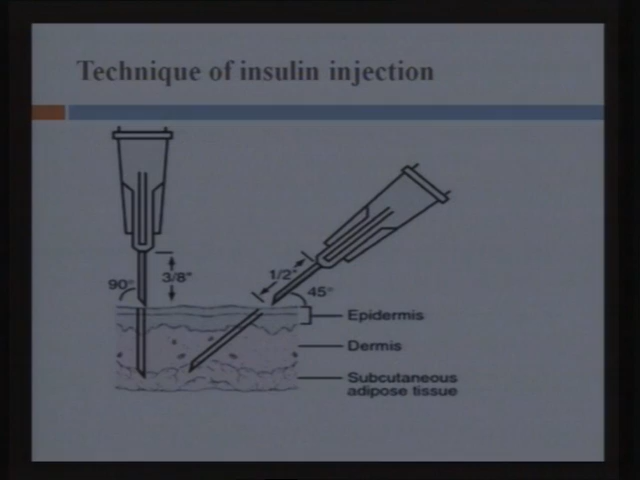 Technique of insulin injection
90°
3/8"
1/2"
45°
Epidermis
Dermis
Subcutaneous
adipose tissue